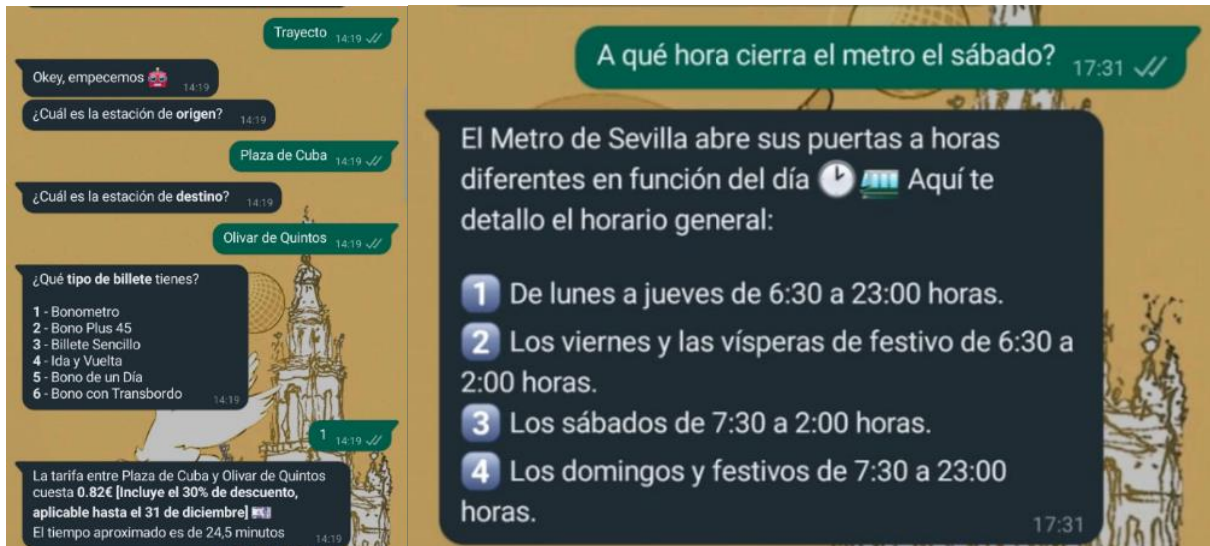 Trayecto 14:19
Okey, empecemos 14:19
¿Cuál es la estación de origen? 14:19
Plaza de Cuba 14:19
¿Cuál es la estación de destino? 14:19
Olivar de Quintos 14:19
¿Qué tipo de billete tienes?
1 - Bonometro
2 - Bono Plus 45
3 - Billete Sencillo
4 - Ida y Vuelta
5 - Bono de un Día
6 - Bono con Transbordo 14:19
1 14:19
La tarifa entre Plaza de Cuba y Olivar de Quintos
cuesta 0.82€ [Incluye el 30% de descuento,
aplicable hasta el 31 de diciembre]
El tiempo aproximado es de 24,5 minutos 14:19
A qué hora cierra el metro el sábado? 17:31
El Metro de Sevilla abre sus puertas a horas
diferentes en función del día Aquí te
detallo el horario general:
1 De lunes a jueves de 6:30 a 23:00 horas.
2 Los viernes y las vísperas de festivo de 6:30 a
2:00 horas.
3 Los sábados de 7:30 a 2:00 horas.
4 Los domingos y festivos de 7:30 a 23:00
horas. 17:31